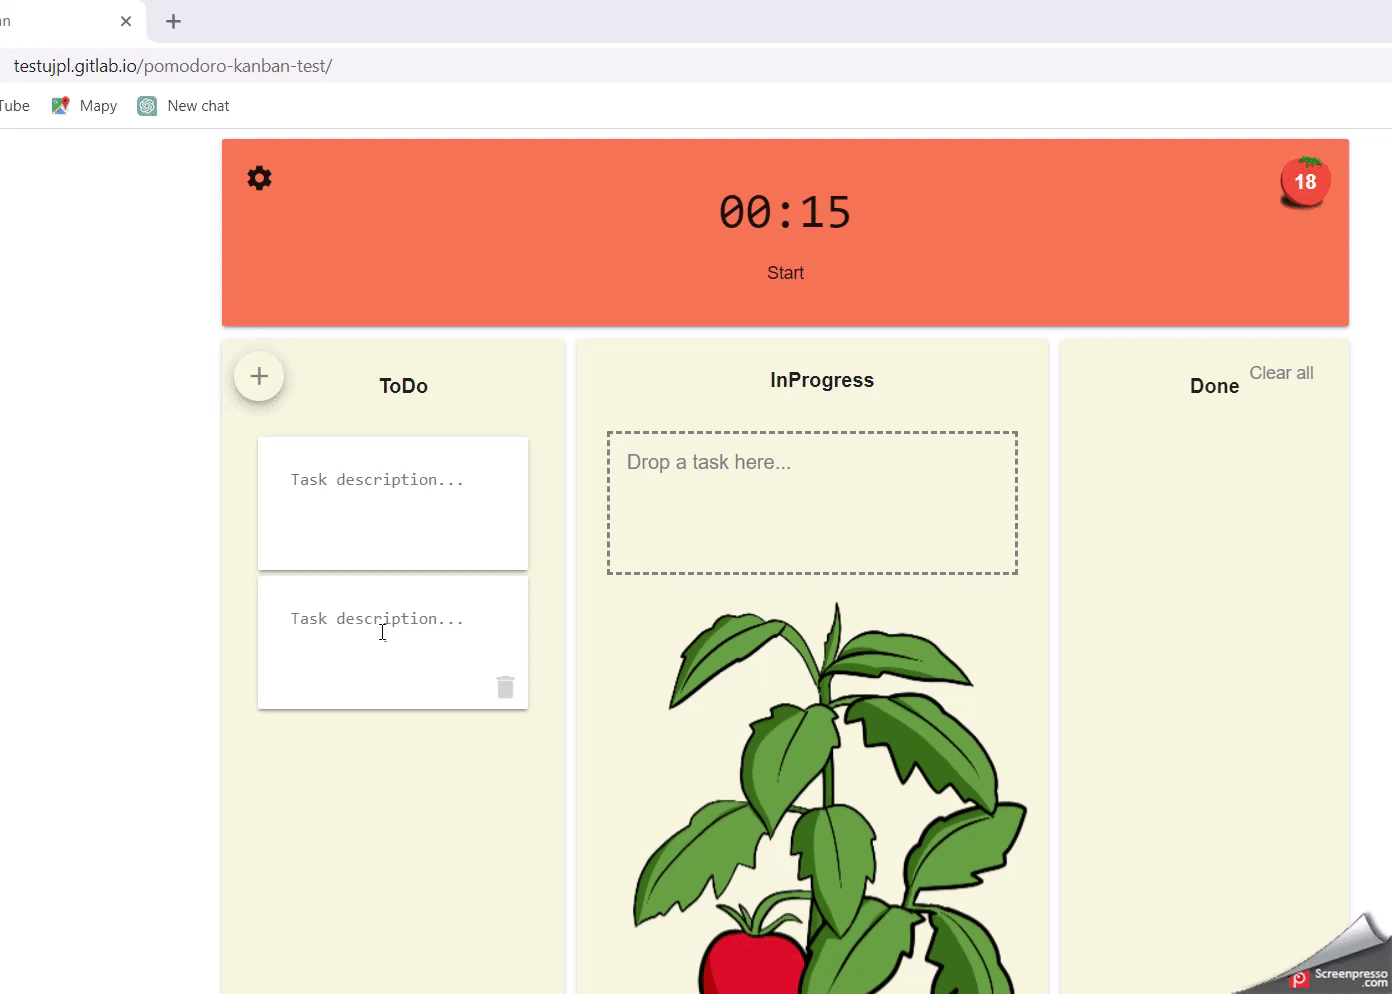 an
testujpl.gitlab.io/pomodoro-kanban-test/
Tube Mapy New chat
18
00:15
Start
ToDo
InProgress
Done Clear all
Task description...
Drop a task here...
Task description...
Screenpresso
.com